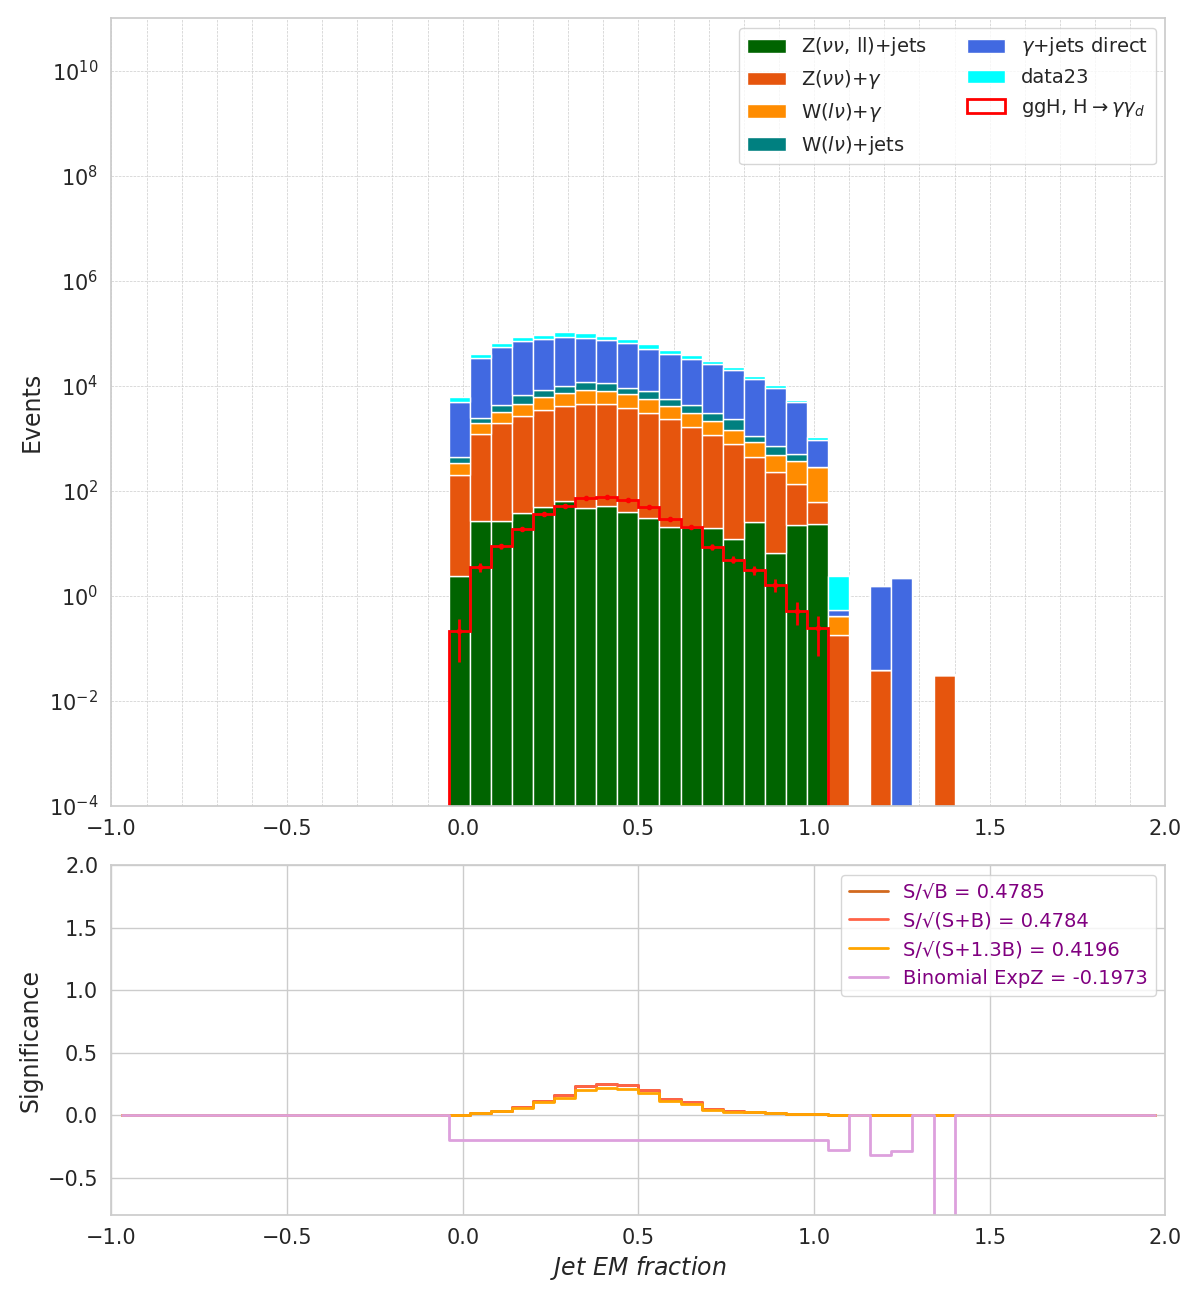 Z(νν, ll)+jets
Z(νν)+γ
W(lν)+γ
W(lν)+jets
γ+jets direct
data23
ggH, H→γγ_d
Events
10^10
10^8
10^6
10^4
10^2
10^0
10^−2
10^−4
−1.0 −0.5 0.0 0.5 1.0 1.5 2.0
S/√B = 0.4785
S/√(S+B) = 0.4784
S/√(S+1.3B) = 0.4196
Binomial ExpZ = -0.1973
Significance
2.0
1.5
1.0
0.5
0.0
−0.5
−1.0 −0.5 0.0 0.5 1.0 1.5 2.0
Jet EM fraction